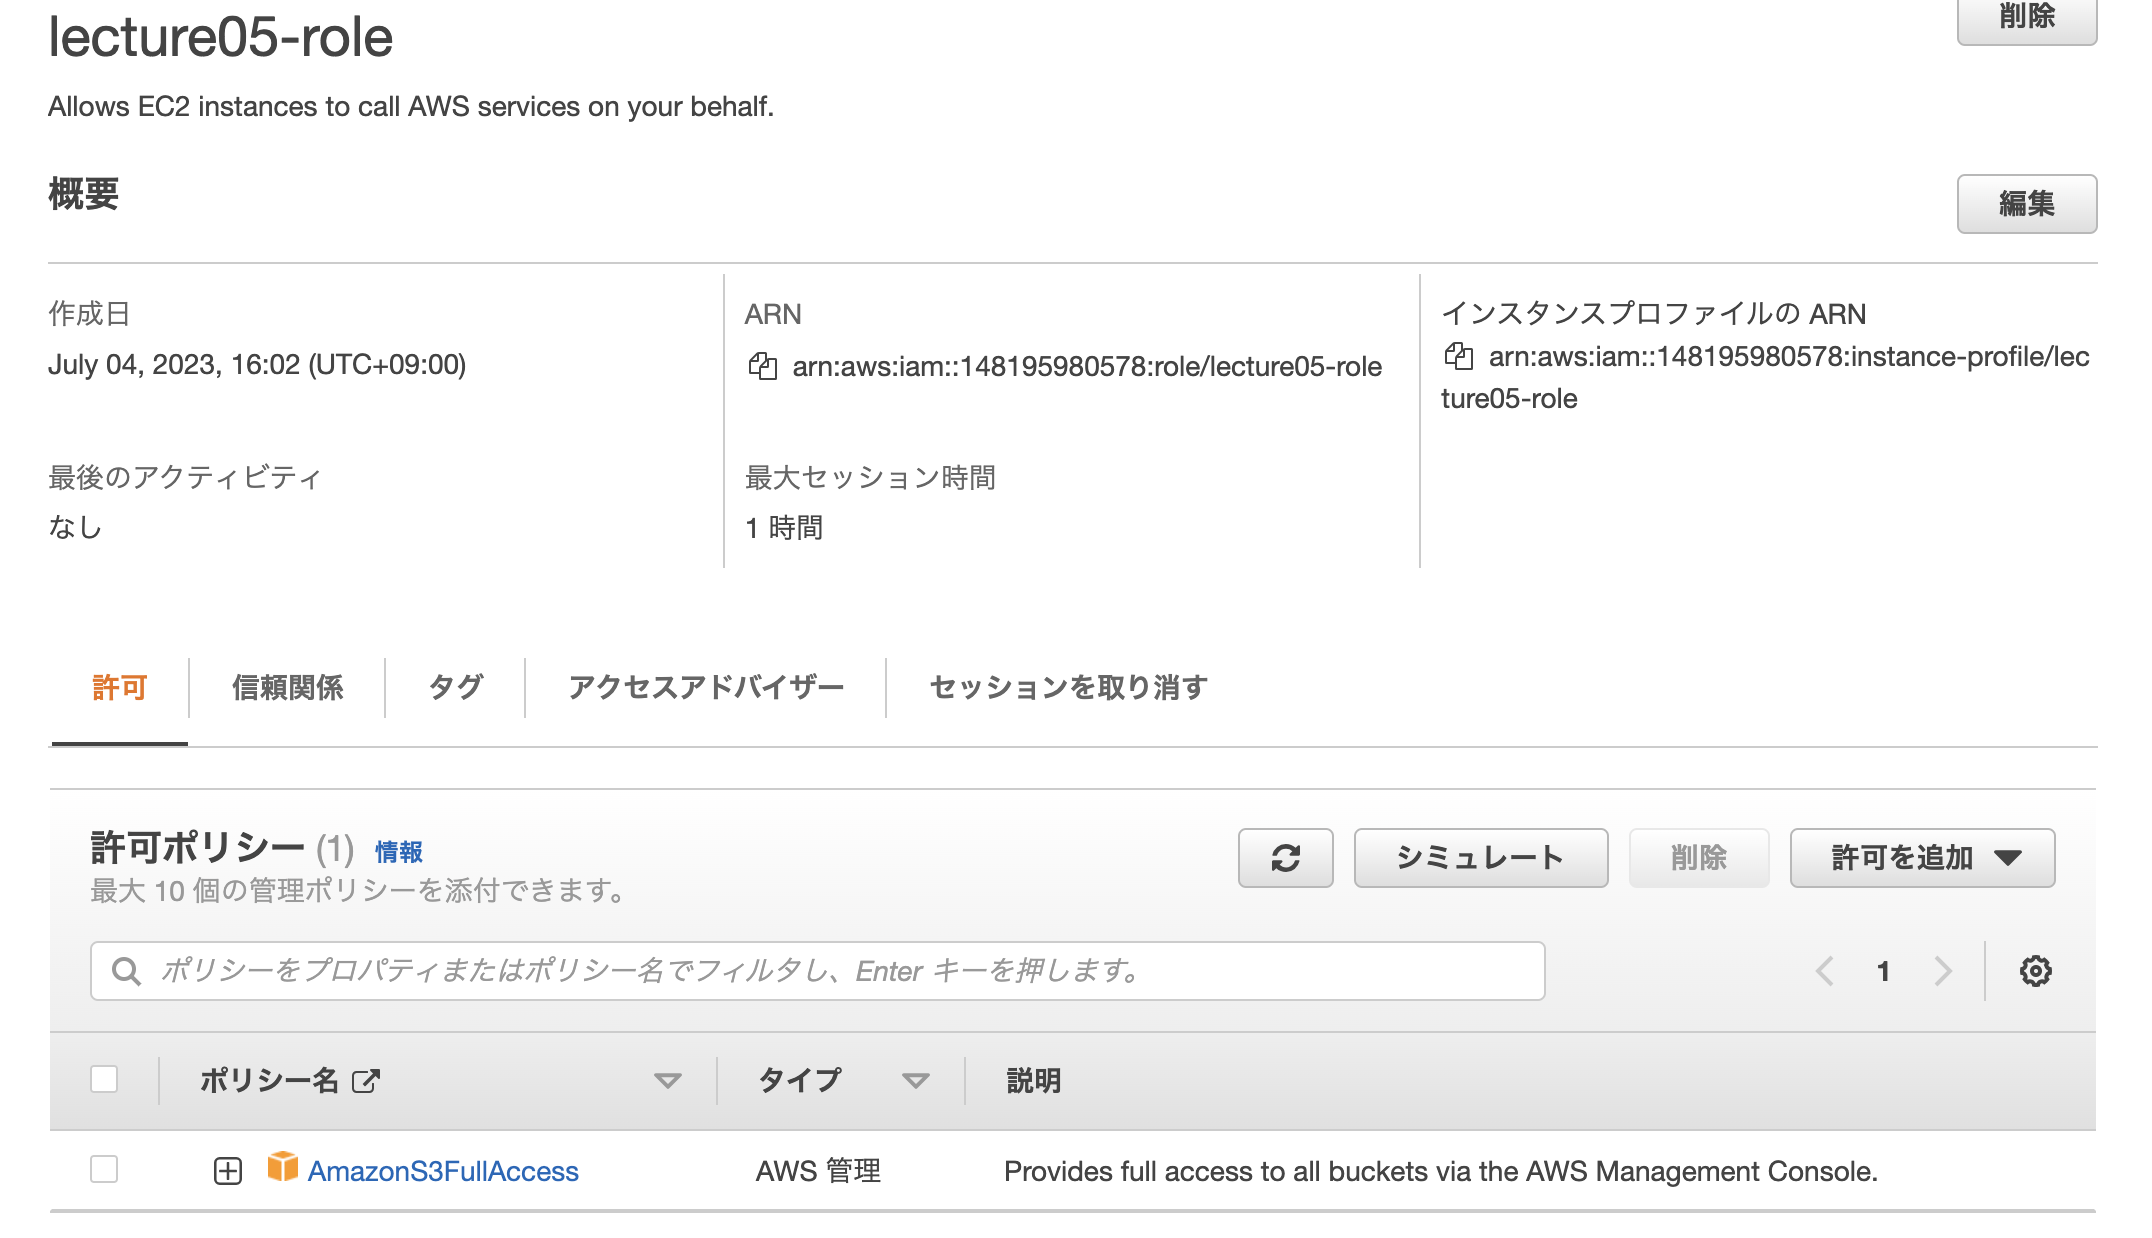 lecture05-role
削除
Allows EC2 instances to call AWS services on your behalf.
概要
編集
作成日
July 04, 2023, 16:02 (UTC+09:00)
ARN
arn:aws:iam::148195980578:role/lecture05-role
インスタンスプロファイルの ARN
arn:aws:iam::148195980578:instance-profile/lec
ture05-role
最後のアクティビティ
なし
最大セッション時間
1 時間
許可
信頼関係
タグ
アクセスアドバイザー
セッションを取り消す
許可ポリシー (1) 情報
最大 10 個の管理ポリシーを添付できます。
シミュレート
削除
許可を追加
ポリシーをプロパティまたはポリシー名でフィルタし、Enter キーを押します。
1
ポリシー名
タイプ
説明
AmazonS3FullAccess
AWS 管理
Provides full access to all buckets via the AWS Management Console.